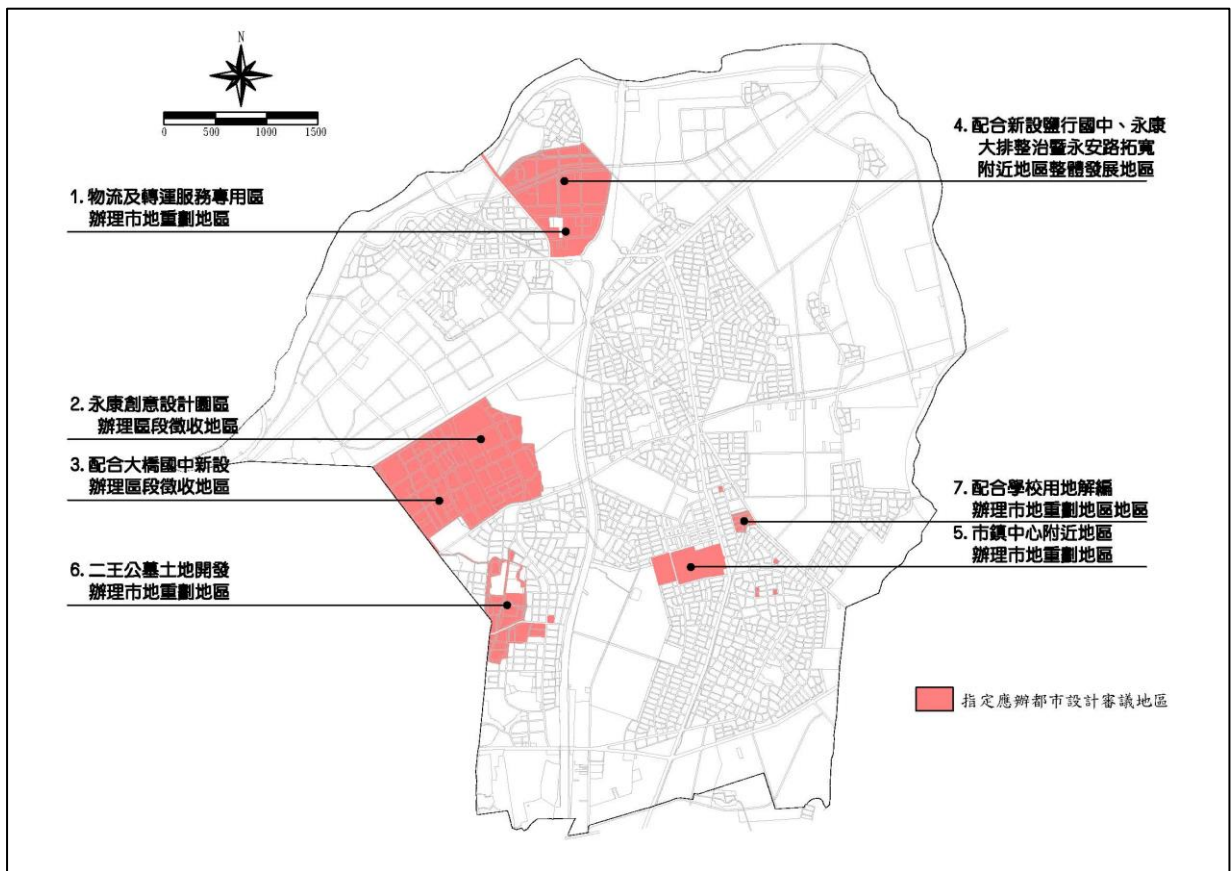 N
0 500 1000 1500
1. 物流及轉運服務專用區
辦理市地重劃地區
2. 永康創意設計園區
辦理區段徵收地區
3. 配合大橋國中新設
辦理區段徵收地區
6. 二王公墓土地開發
辦理市地重劃地區
4. 配合新設鹽行國中、永康
大排整治暨永安路拓寬
附近地區整體發展地區
7. 配合學校用地解編
辦理市地重劃地區地區
5. 市鎮中心附近地區
辦理市地重劃地區
指定應辦都市設計審議地區